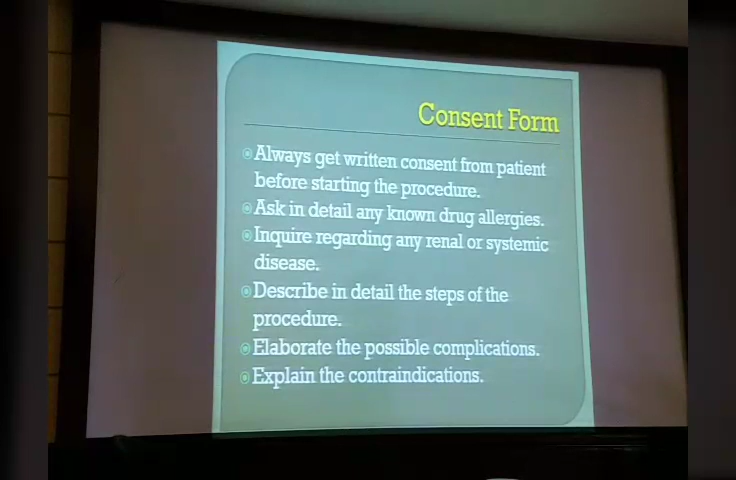 Consent Form
Always get written consent from patient
before starting the procedure.
Ask in detail any known drug allergies.
Inquire regarding any renal or systemic
disease.
Describe in detail the steps of the
procedure.
Elaborate the possible complications.
Explain the contraindications.